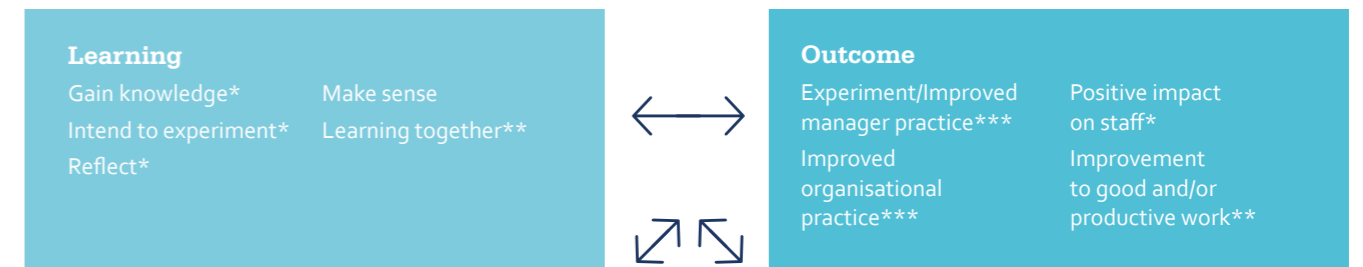 Learning
Gain knowledge*
Intend to experiment*
Reflect*
Make sense
Learning together**
Outcome
Experiment/Improved
manager practice***
Improved
organisational
practice***
Positive impact
on staff*
Improvement
to good and/or
productive work**